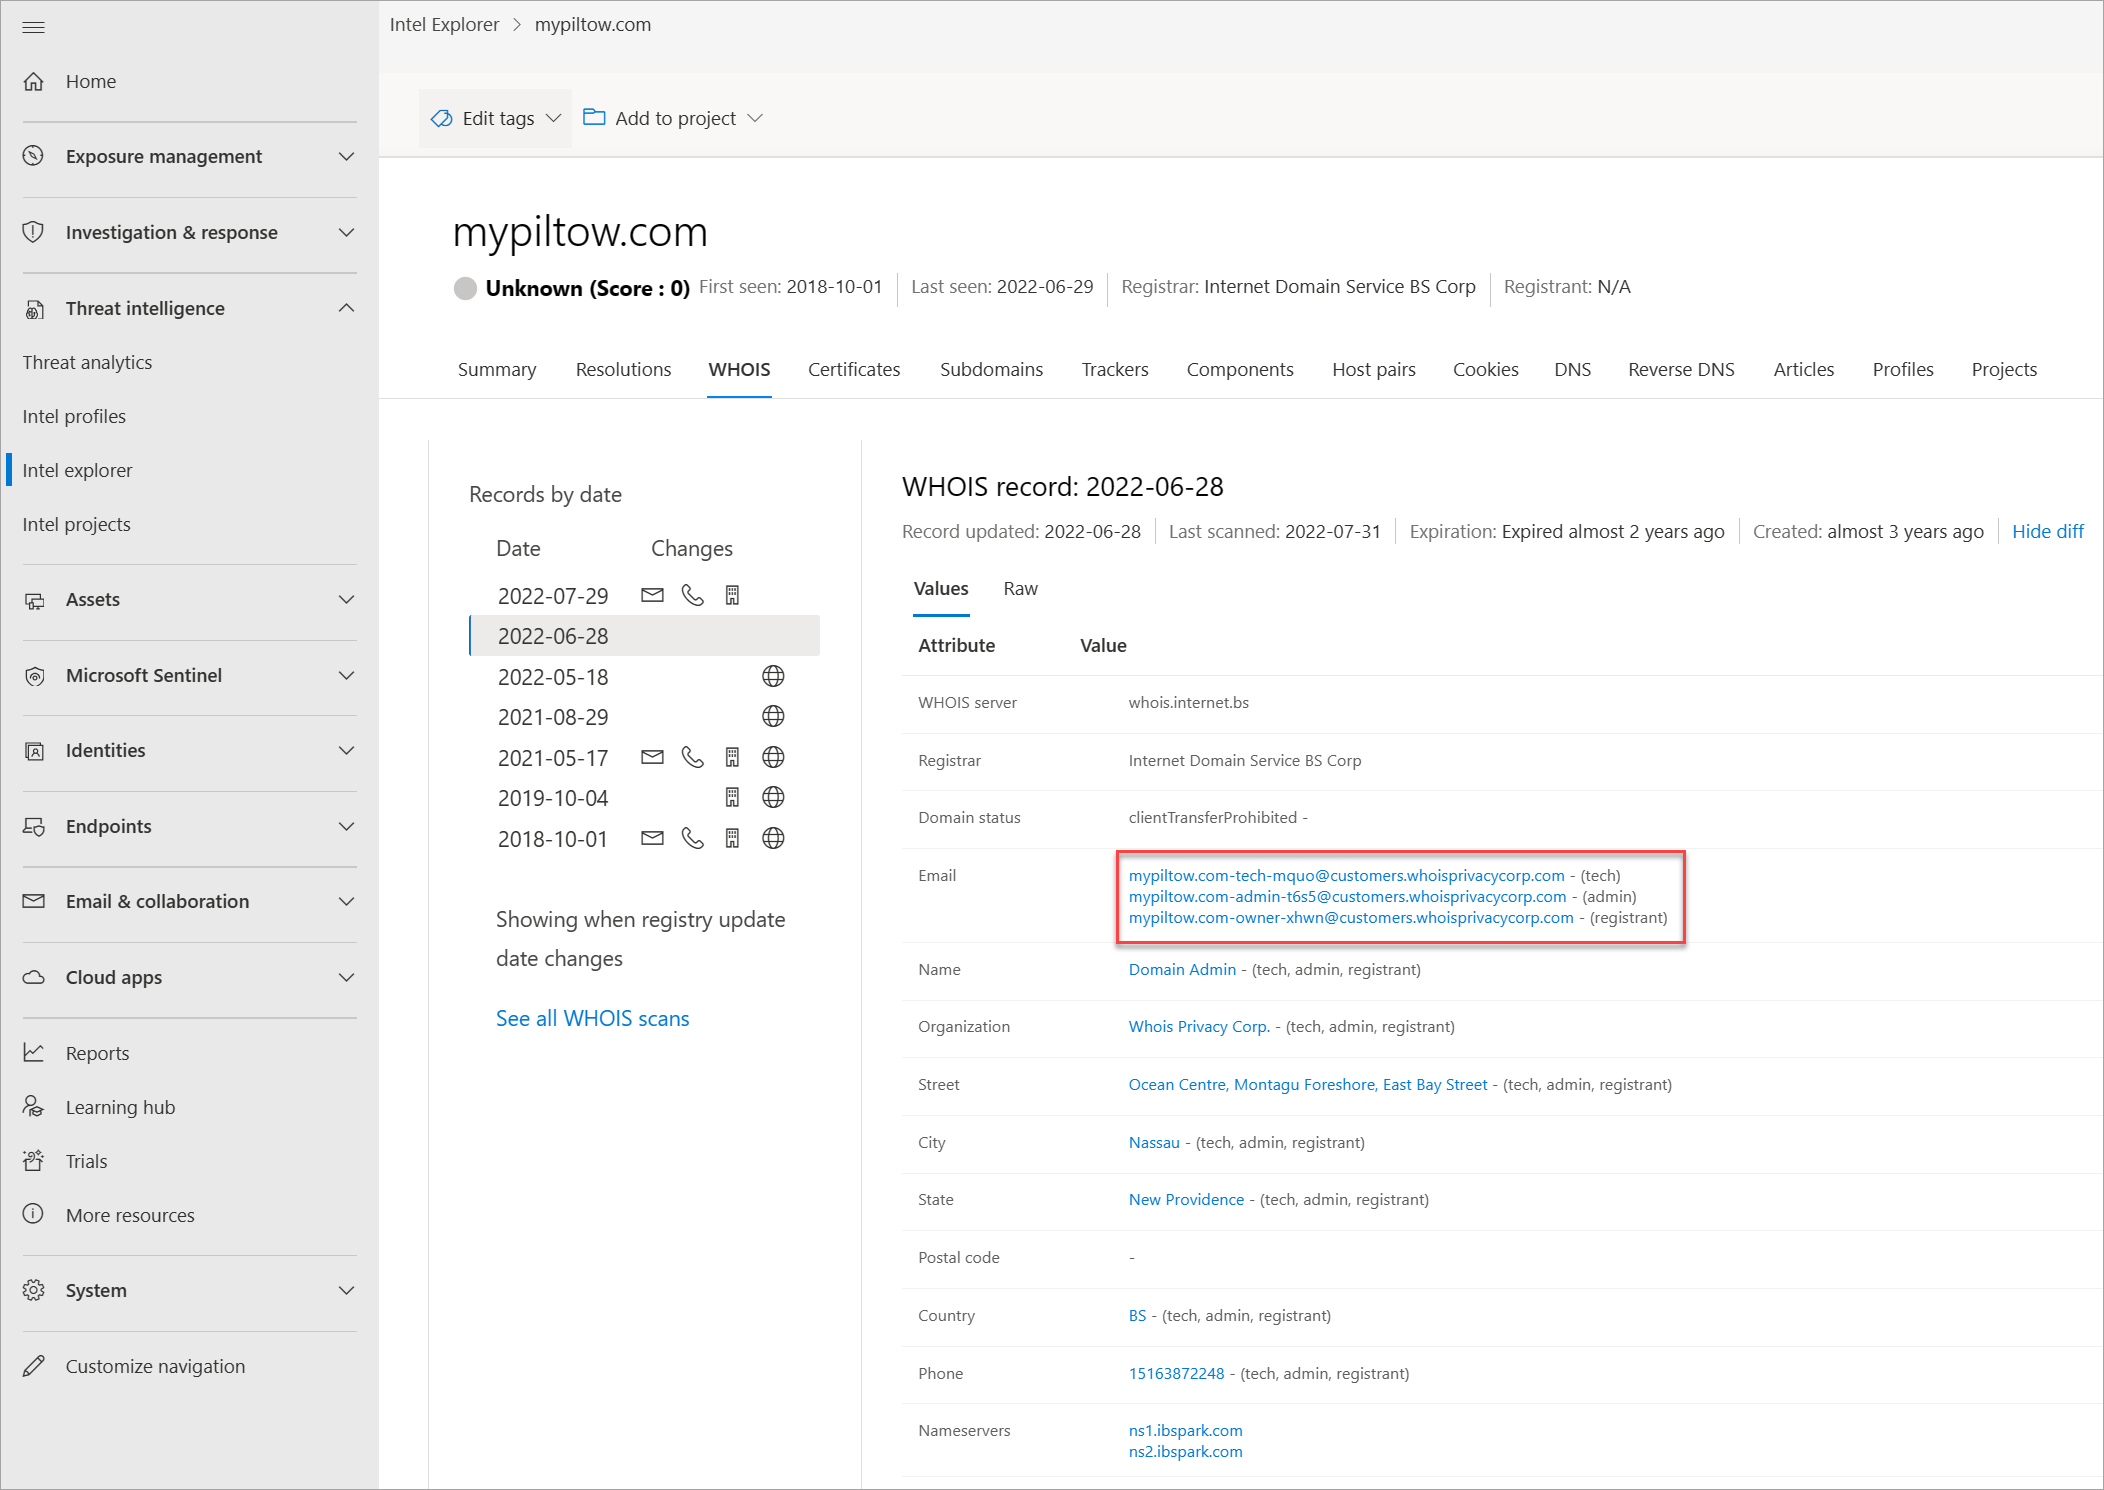 Intel Explorer > mypiltow.com
Home
Exposure management
Investigation & response
Threat intelligence
Threat analytics
Intel profiles
Intel explorer
Intel projects
Assets
Microsoft Sentinel
Identities
Endpoints
Email & collaboration
Cloud apps
Reports
Learning hub
Trials
More resources
System
Customize navigation
Edit tags
Add to project
mypiltow.com
Unknown (Score : 0) First seen: 2018-10-01 Last seen: 2022-06-29 Registrar: Internet Domain Service BS Corp Registrant: N/A
Summary Resolutions WHOIS Certificates Subdomains Trackers Components Host pairs Cookies DNS Reverse DNS Articles Profiles Projects
Records by date
Date Changes
2022-07-29
2022-06-28
2022-05-18
2021-08-29
2021-05-17
2019-10-04
2018-10-01
Showing when registry update
date changes
See all WHOIS scans
WHOIS record: 2022-06-28
Record updated: 2022-06-28 Last scanned: 2022-07-31 Expiration: Expired almost 2 years ago Created: almost 3 years ago Hide diff
Values Raw
Attribute Value
WHOIS server whois.internet.bs
Registrar Internet Domain Service BS Corp
Domain status clientTransferProhibited -
Email mypiltow.com-tech-mquo@customers.whoisprivacycorp.com - (tech)
mypiltow.com-admin-t6s5@customers.whoisprivacycorp.com - (admin)
mypiltow.com-owner-xhwn@customers.whoisprivacycorp.com - (registrant)
Name Domain Admin - (tech, admin, registrant)
Organization Whois Privacy Corp. - (tech, admin, registrant)
Street Ocean Centre, Montagu Foreshore, East Bay Street - (tech, admin, registrant)
City Nassau - (tech, admin, registrant)
State New Providence - (tech, admin, registrant)
Postal code -
Country BS - (tech, admin, registrant)
Phone 15163872248 - (tech, admin, registrant)
Nameservers ns1.ibspark.com
ns2.ibspark.com